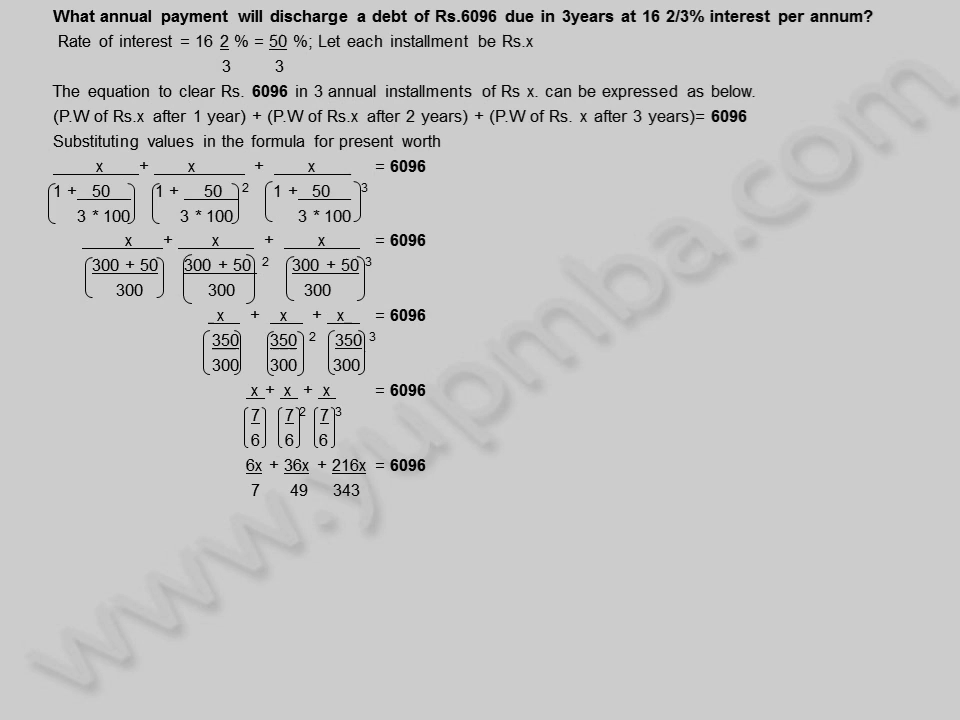 What annual payment will discharge a debt of Rs.6096 due in 3years at 16 2/3% interest per annum?
Rate of interest = 16 2 % = 50 %; Let each installment be Rs.x
3 3
The equation to clear Rs. 6096 in 3 annual installments of Rs x. can be expressed as below.
(P.W of Rs.x after 1 year) + (P.W of Rs.x after 2 years) + (P.W of Rs. x after 3 years)= 6096
Substituting values in the formula for present worth
x + x + x = 6096
(1 + 50) (1 + 50) 2 (1 + 50) 3
3 * 100 3 * 100 3 * 100
x + x + x = 6096
(300 + 50) (300 + 50) 2 (300 + 50) 3
300 300 300
x + x + x = 6096
(350) (350) 2 (350) 3
300 300 300
x + x + x = 6096
(7) (7) 2 (7) 3
6 6 6
6x + 36x + 216x = 6096
7 49 343
www.yupmba.com